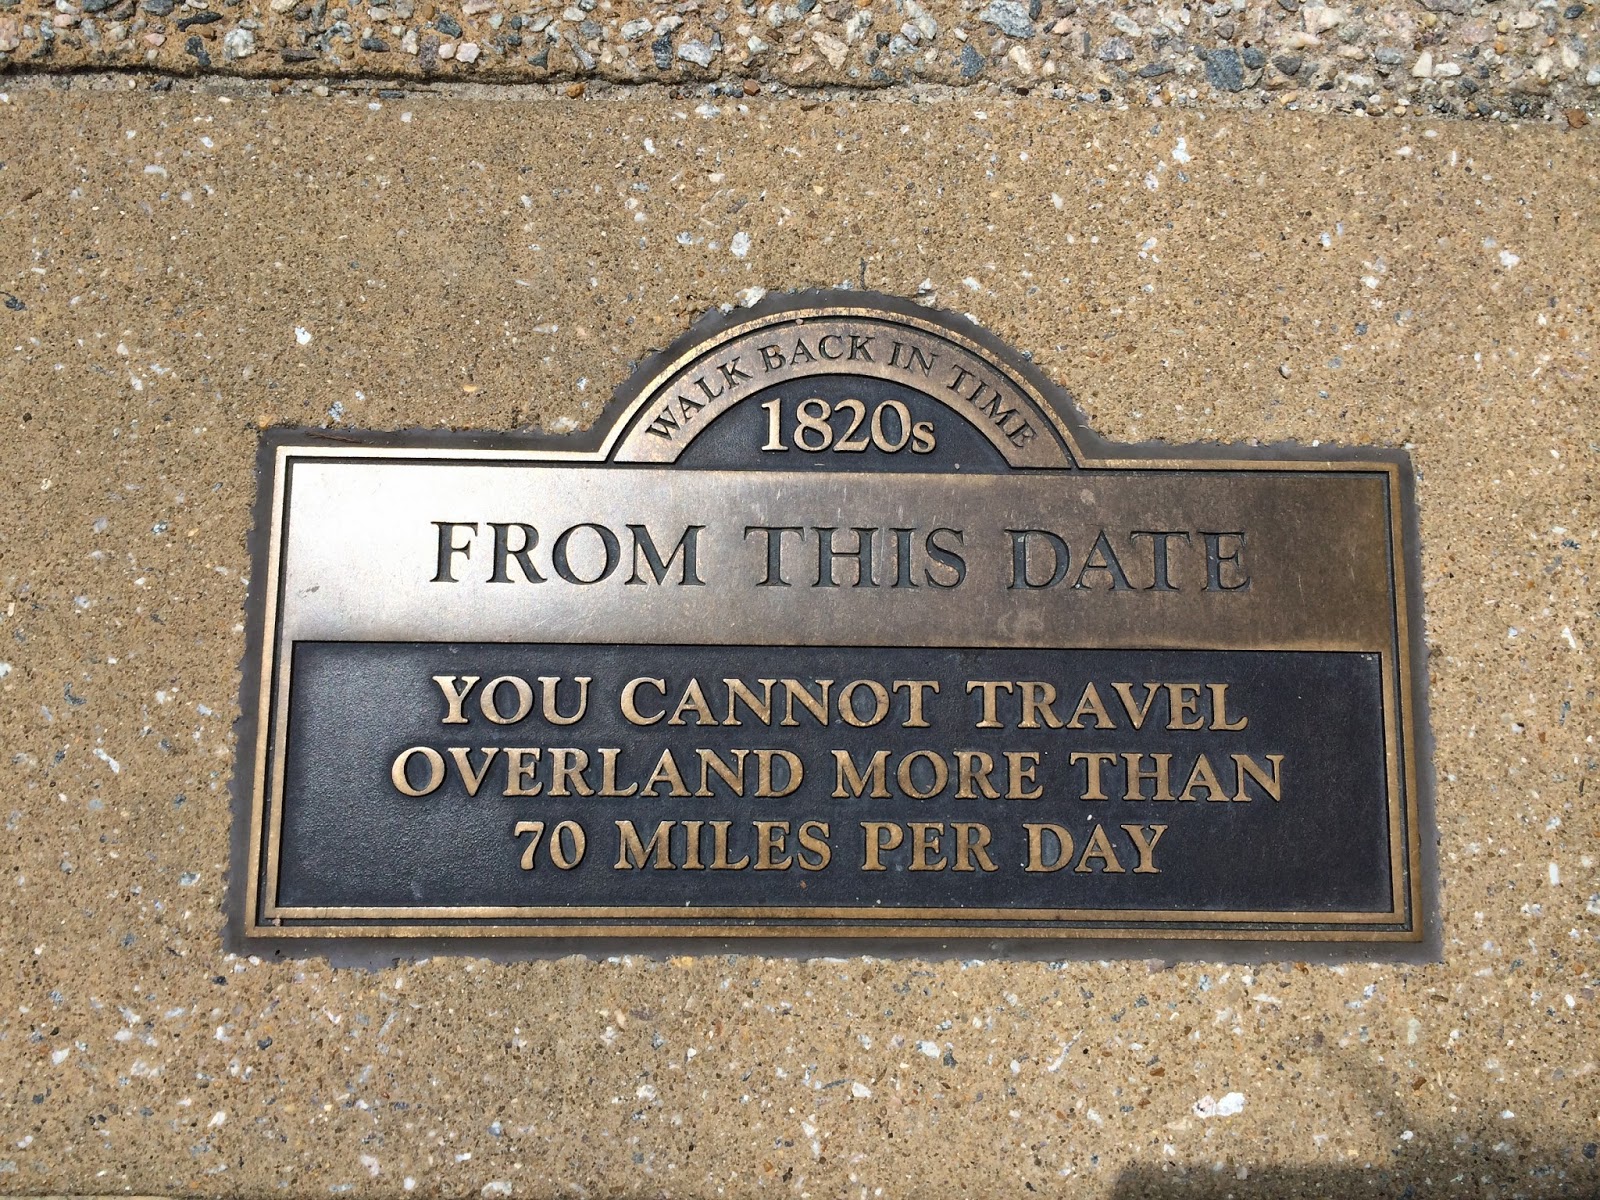 WALK BACK IN TIME
1820s
FROM THIS DATE
YOU CANNOT TRAVEL
OVERLAND MORE THAN
70 MILES PER DAY